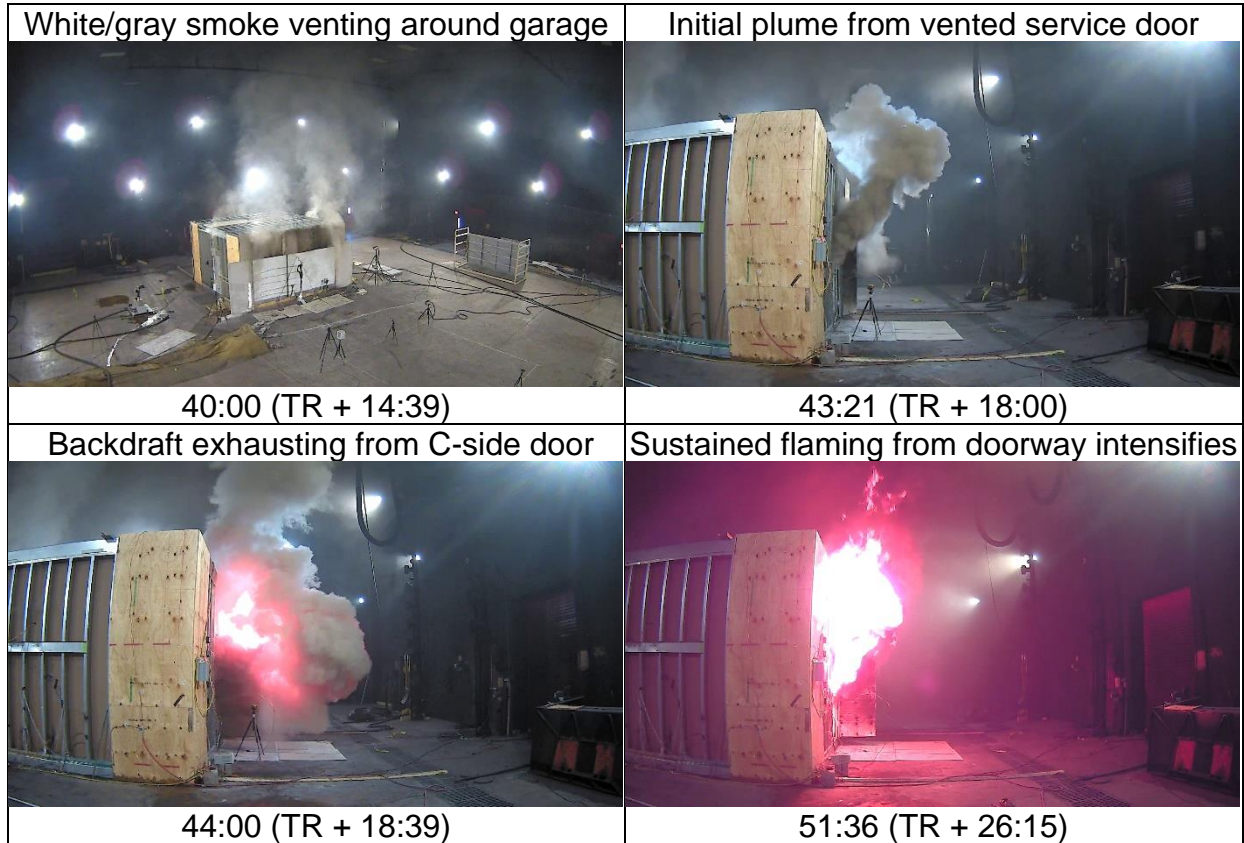 White/gray smoke venting around garage
Initial plume from vented service door
40:00 (TR + 14:39)
43:21 (TR + 18:00)
Backdraft exhausting from C-side door
Sustained flaming from doorway intensifies
44:00 (TR + 18:39)
51:36 (TR + 26:15)